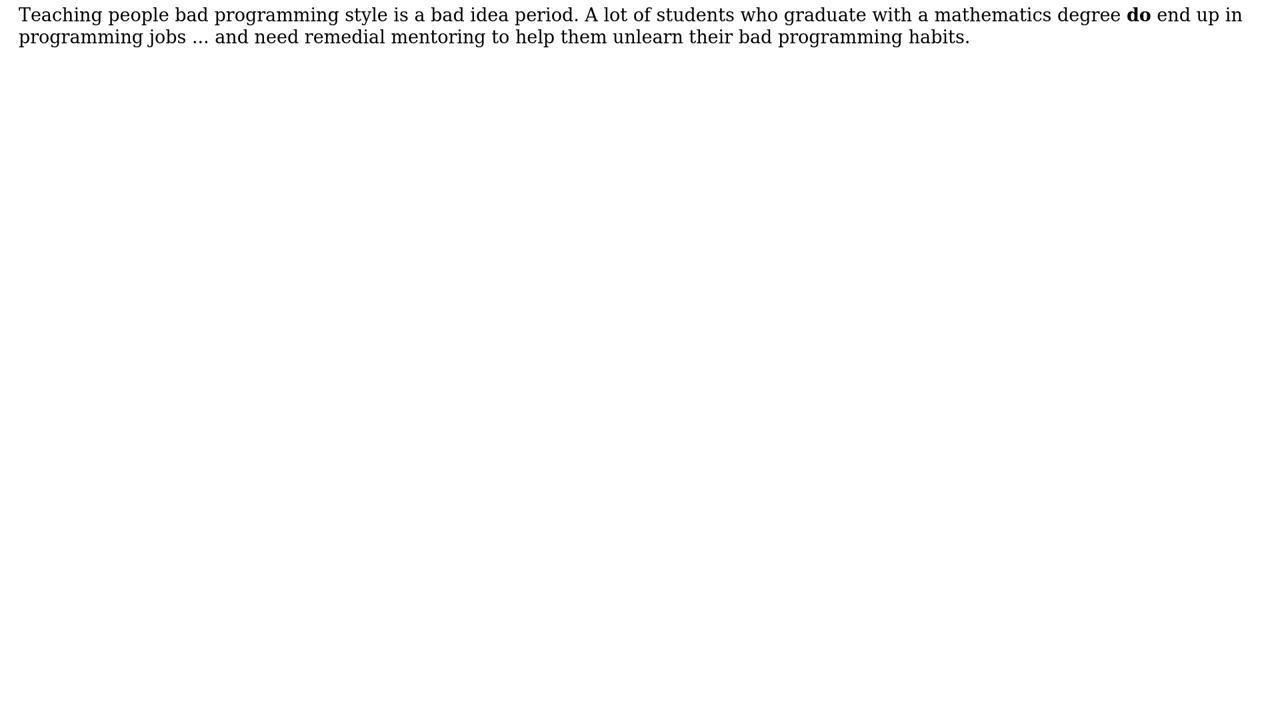 Teaching people bad programming style is a bad idea period. A lot of students who graduate with a mathematics degree do end up in
programming jobs ... and need remedial mentoring to help them unlearn their bad programming habits.